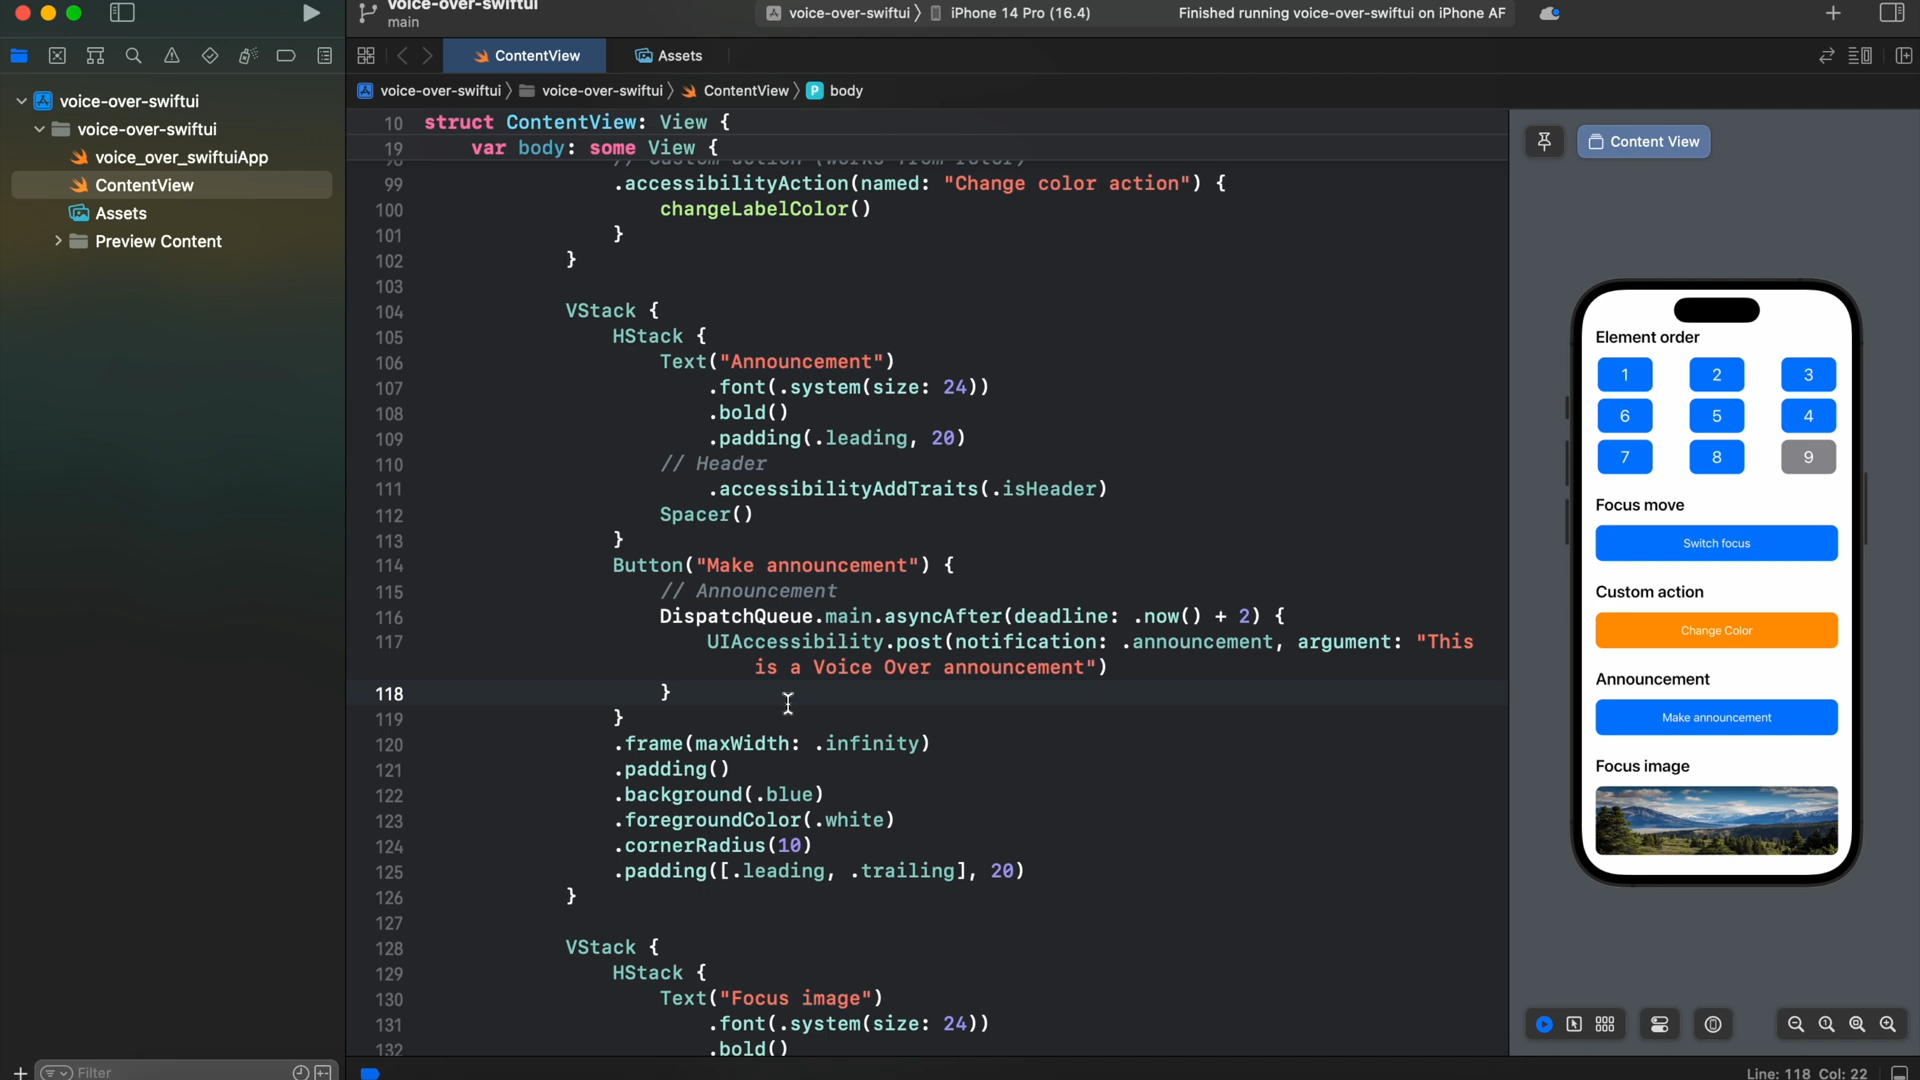 voice-over-swiftui
main
voice-over-swiftui 〉 iPhone 14 Pro (16.4)
Finished running voice-over-swiftui on iPhone AF
ContentView
Assets
voice-over-swiftui 〉 voice-over-swiftui 〉 ContentView 〉 P body
voice-over-swiftui
voice-over-swiftui
voice_over_swiftuiApp
ContentView
Assets
Preview Content
10 struct ContentView: View {
19 var body: some View {
98 // Custom action (works from rotor)
99 .accessibilityAction(named: "Change color action") {
100 changeLabelColor()
101 }
102 }
103
104 VStack {
105 HStack {
106 Text("Announcement")
107 .font(.system(size: 24))
108 .bold()
109 .padding(.leading, 20)
110 // Header
111 .accessibilityAddTraits(.isHeader)
112 Spacer()
113 }
114 Button("Make announcement") {
115 // Announcement
116 DispatchQueue.main.asyncAfter(deadline: .now() + 2) {
117 UIAccessibility.post(notification: .announcement, argument: "This
is a Voice Over announcement")
118 }
119 }
120 .frame(maxWidth: .infinity)
121 .padding()
122 .background(.blue)
123 .foregroundColor(.white)
124 .cornerRadius(10)
125 .padding([.leading, .trailing], 20)
126 }
127
128 VStack {
129 HStack {
130 Text("Focus image")
131 .font(.system(size: 24))
132 .bold()
Content View
Element order
1 2 3
6 5 4
7 8 9
Focus move
Switch focus
Custom action
Change Color
Announcement
Make announcement
Focus image
Filter
Line: 118 Col: 22